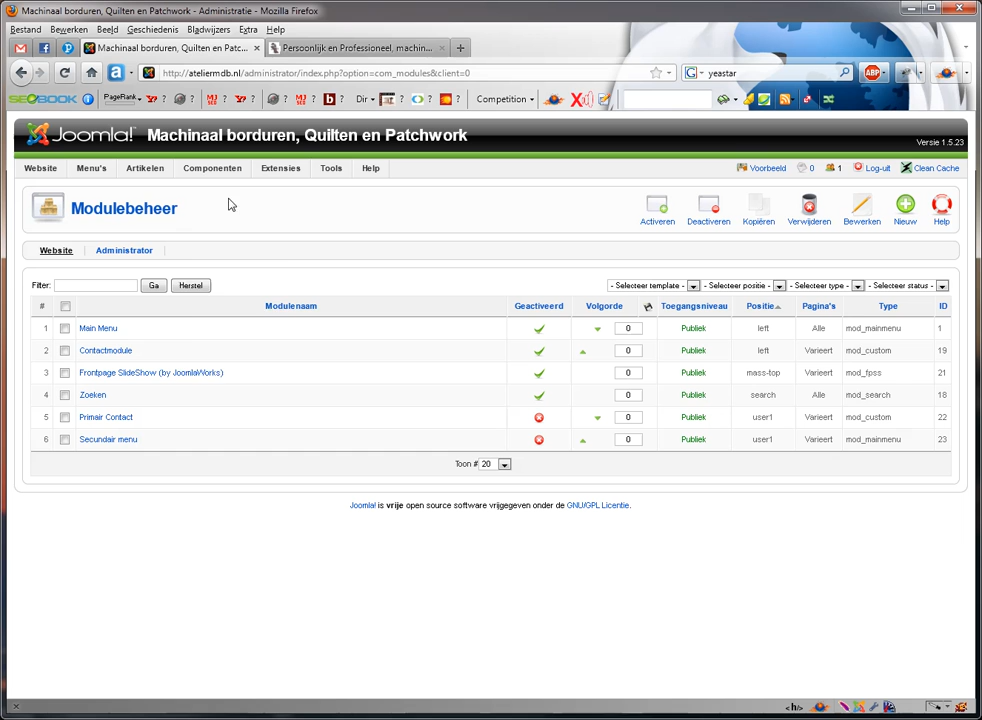 Machinaal borduren, Quilten en Patchwork - Administratie - Mozilla Firefox
Bestand Bewerken Beeld Geschiedenis Bladwijzers Extra Help
Machinaal borduren, Quilten en Patc... × Persoonlijk en Professioneel, machin... × +
http://ateliermdb.nl/administrator/index.php?option=com_modules&client=0 yeastar ABP
SEOBOOK PageRank ? ? ? ? ? ? Dir Competition
Joomla! Machinaal borduren, Quilten en Patchwork
Versie 1.5.23
Website Menu's Artikelen Componenten Extensies Tools Help Voorbeeld 0 1 Log-uit Clean Cache
Modulebeheer
Activeren Deactiveren Kopiëren Verwijderen Bewerken Nieuw Help
Website Administrator
Filter: Ga Herstel - Selecteer template - - Selecteer positie - - Selecteer type - - Selecteer status -
# Modulenaam Geactiveerd Volgorde Toegangsniveau Positie Pagina's Type ID
1 Main Menu 0 Publiek left Alle mod_mainmenu 1
2 Contactmodule 0 Publiek left Varieert mod_custom 19
3 Frontpage SlideShow (by JoomlaWorks) 0 Publiek mass-top Varieert mod_fpss 21
4 Zoeken 0 Publiek search Alle mod_search 18
5 Primair Contact 0 Publiek user1 Varieert mod_custom 22
6 Secundair menu 0 Publiek user1 Varieert mod_mainmenu 23
Toon # 20
Joomla! is vrije open source software vrijgegeven onder de GNU/GPL Licentie.